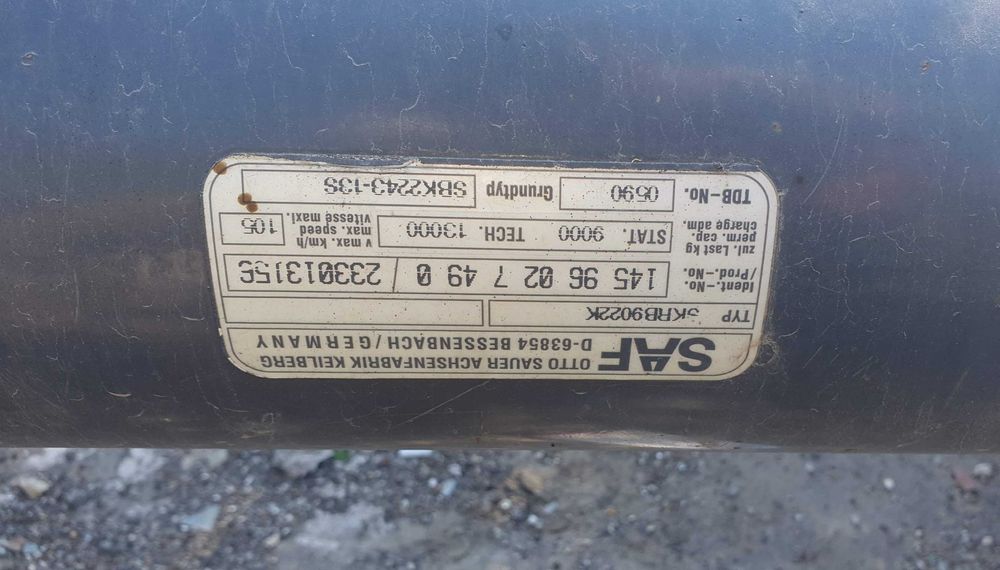 SAF OTTO SAUER ACHSENFABRIK KEILBERG
D-63854 BESSENBACH / GERMANY
TYP SKRB9022K
Ident.-No. /Prod.-No. 145 96 02 7 49 0 / 233013156
zul. Last kg perm. cap. charge adm. STAT. 9000 TECH. 13000 v max. km/h max. speed vitesse maxi. 105
TDB-No. 0590 Grundtyp SBK2243-13S